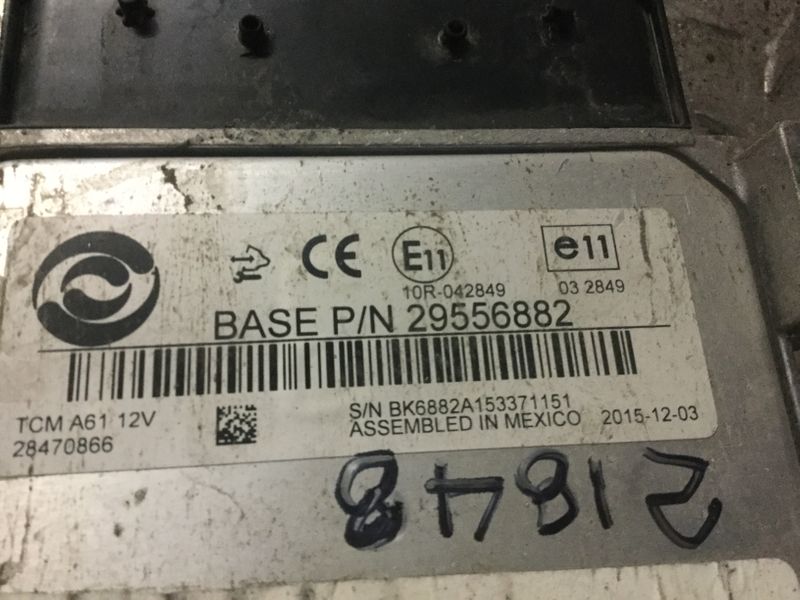 CE
E11
e11
10R-042849
03 2849
BASE P/N 29556882
TCM A61 12V
28470866
S/N BK6882A153371151
ASSEMBLED IN MEXICO 2015-12-03